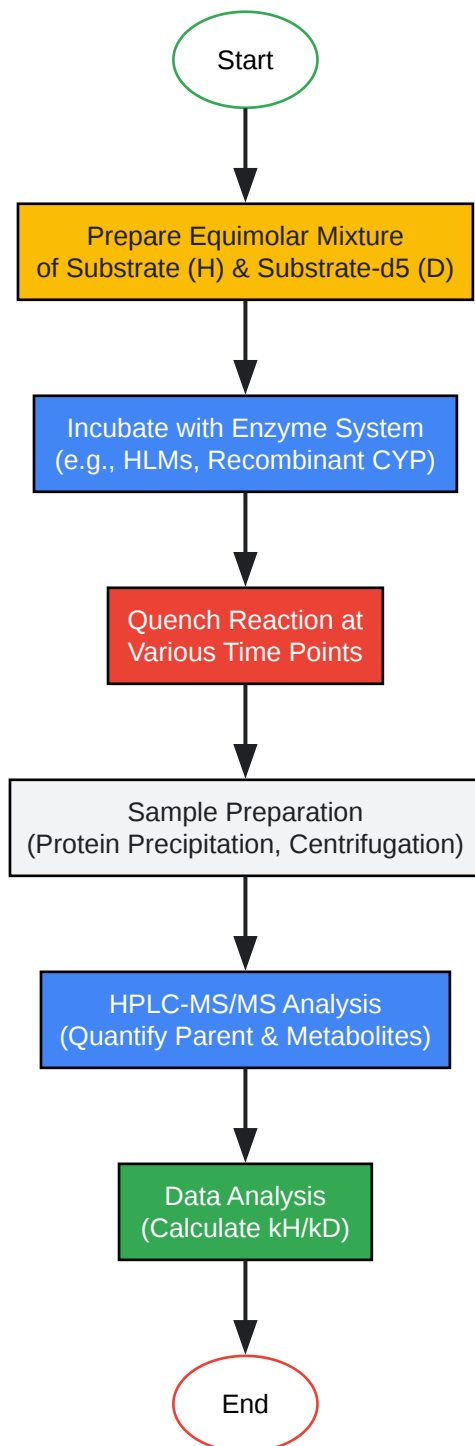 Start
Prepare Equimolar Mixture
of Substrate (H) & Substrate-d5 (D)
Incubate with Enzyme System
(e.g., HLMs, Recombinant CYP)
Quench Reaction at
Various Time Points
Sample Preparation
(Protein Precipitation, Centrifugation)
HPLC-MS/MS Analysis
(Quantify Parent & Metabolites)
Data Analysis
(Calculate kH/kD)
End